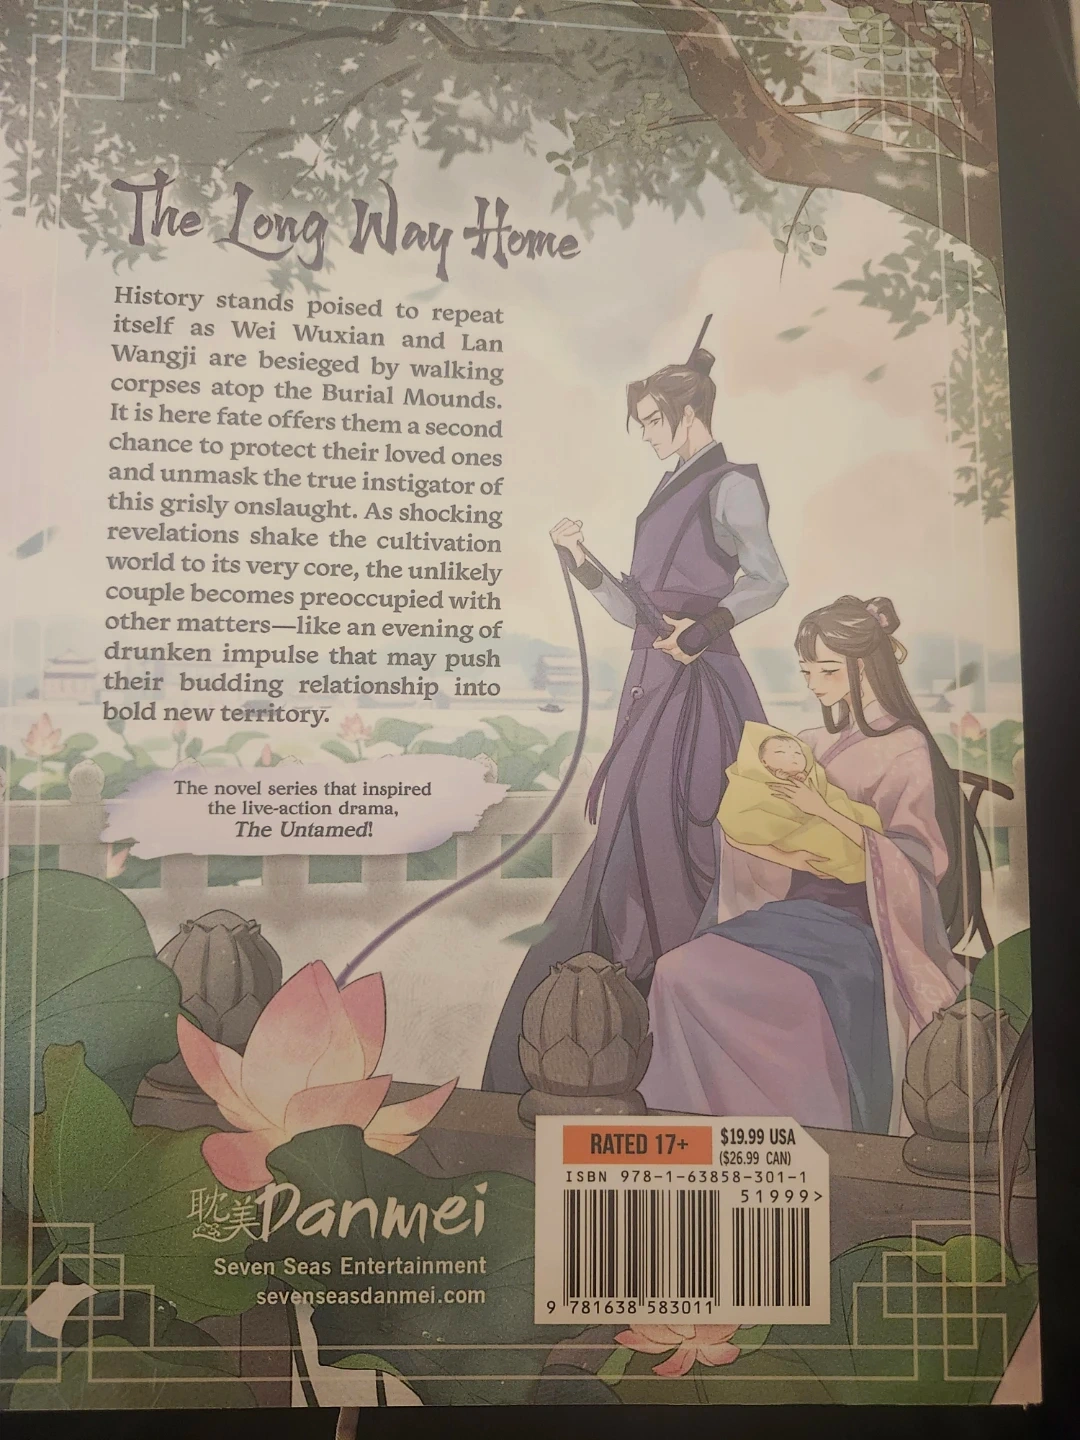 The Long Way Home
History stands poised to repeat
itself as Wei Wuxian and Lan
Wangji are besieged by walking
corpses atop the Burial Mounds.
It is here fate offers them a second
chance to protect their loved ones
and unmask the true instigator of
this grisly onslaught. As shocking
revelations shake the cultivation
world to its very core, the unlikely
couple becomes preoccupied with
other matters—like an evening of
drunken impulse that may push
their budding relationship into
bold new territory.
The novel series that inspired
the live-action drama,
The Untamed!
RATED 17+
$19.99 USA
($26.99 CAN)
ISBN 978-1-63858-301-1
51999>
9 781638 583011
耽美 Danmei
Seven Seas Entertainment
sevenseasdanmei.com